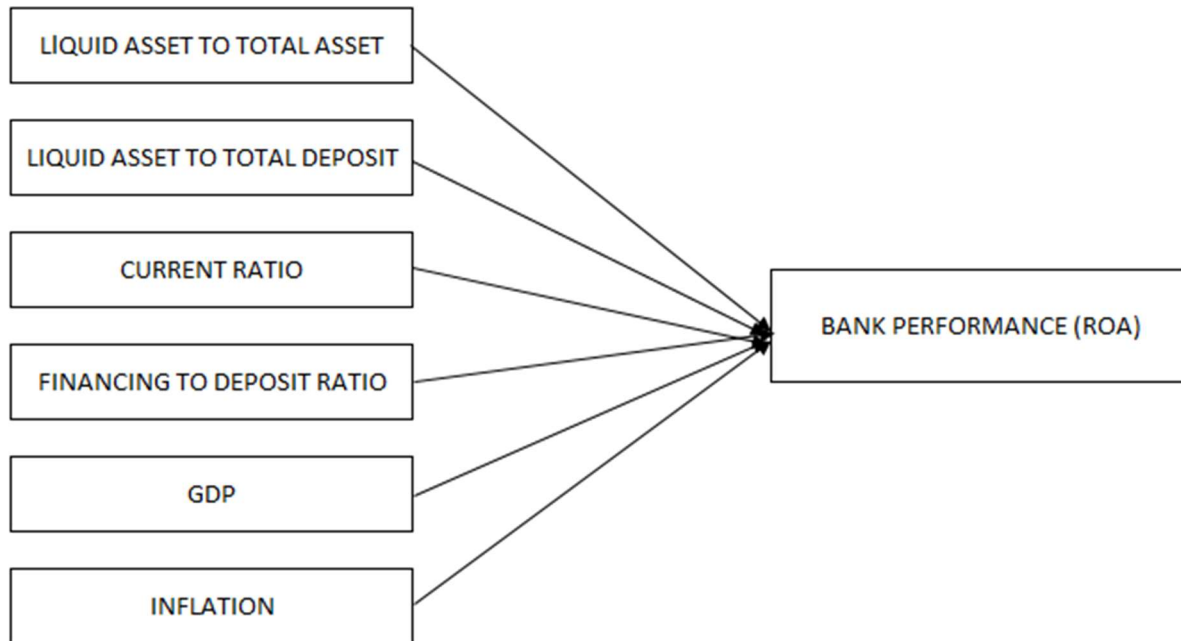 LIQUID ASSET TO TOTAL ASSET
LIQUID ASSET TO TOTAL DEPOSIT
CURRENT RATIO
FINANCING TO DEPOSIT RATIO
GDP
INFLATION
BANK PERFORMANCE (ROA)